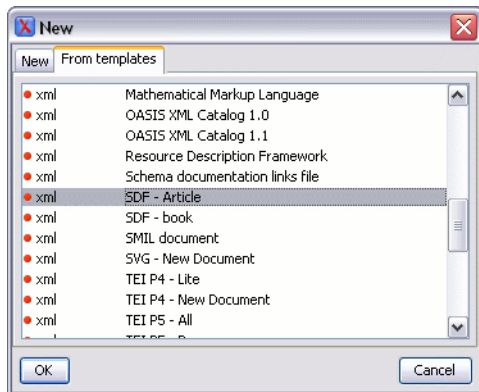 New
New From templates
xml Mathematical Markup Language
xml OASIS XML Catalog 1.0
xml OASIS XML Catalog 1.1
xml Resource Description Framework
xml Schema documentation links file
xml SDF - Article
xml SDF - book
xml SMIL document
xml SVG - New Document
xml TEI P4 - Lite
xml TEI P4 - New Document
xml TEI P5 - All
OK Cancel